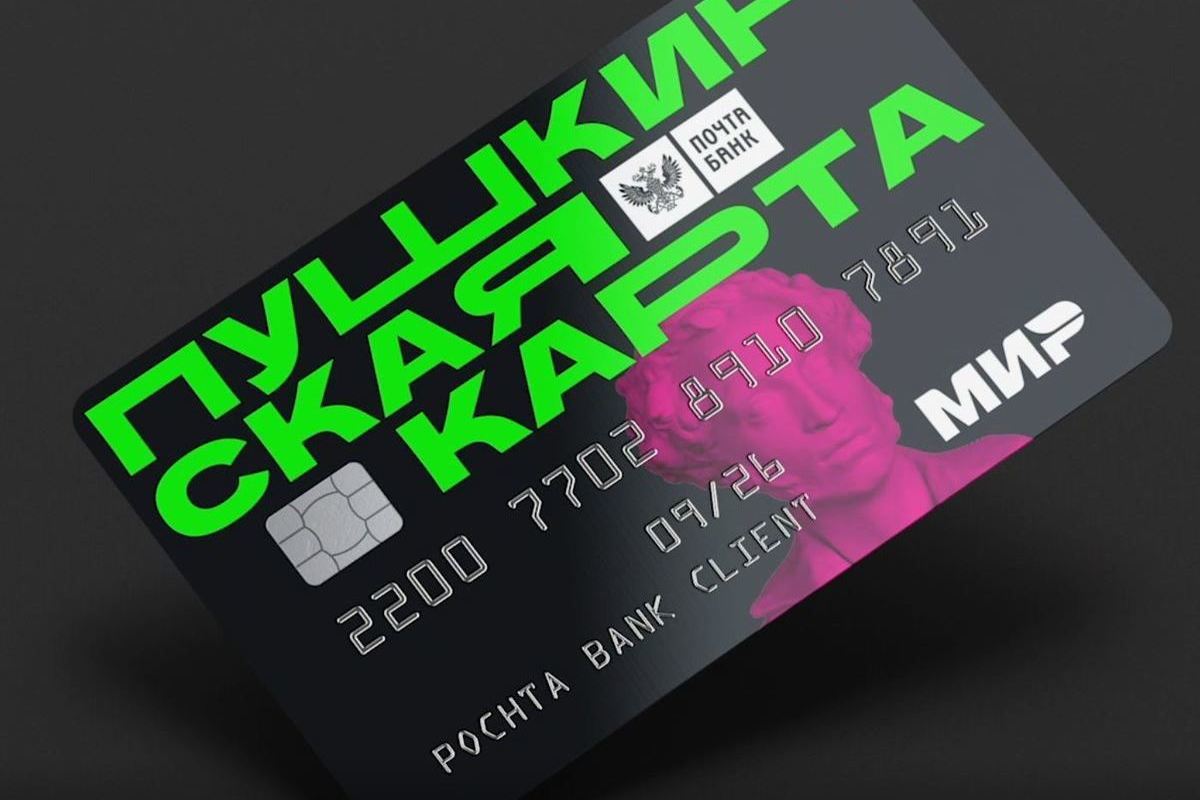 ПУШКИН
СКАЯ
ПОЧТА
БАНК
КАРТА
2200 7702 8910 7891
МИР
09/26
POCHTA BANK CLIENT